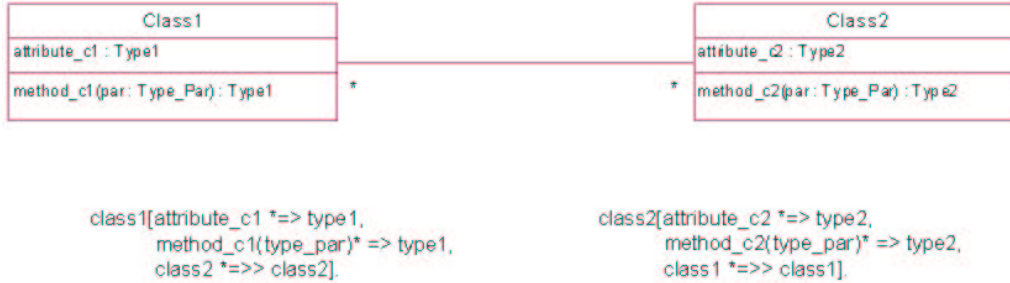 Class1
attribute_c1 : Type1
method_c1(par : Type_Par) : Type1
*
*
Class2
attribute_c2 : Type2
method_c2(par : Type_Par) : Type2
class1[attribute_c1 *=> type1,
method_c1(type_par)* => type1,
class2 *=>> class2].
class2[attribute_c2 *=> type2,
method_c2(type_par)* => type2,
class1 *=>> class1].